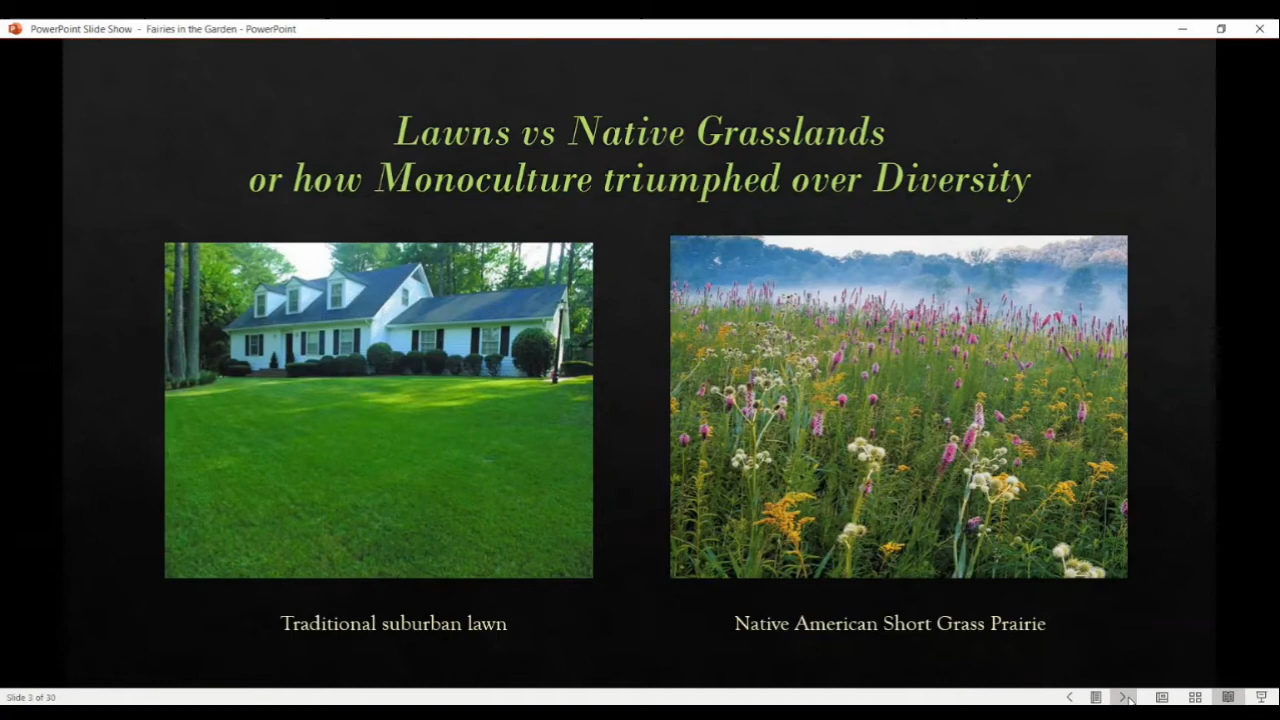 PowerPoint Slide Show - Fairies in the Garden - PowerPoint
Lawns vs Native Grasslands
or how Monoculture triumphed over Diversity
Traditional suburban lawn
Native American Short Grass Prairie
Slide 3 of 30